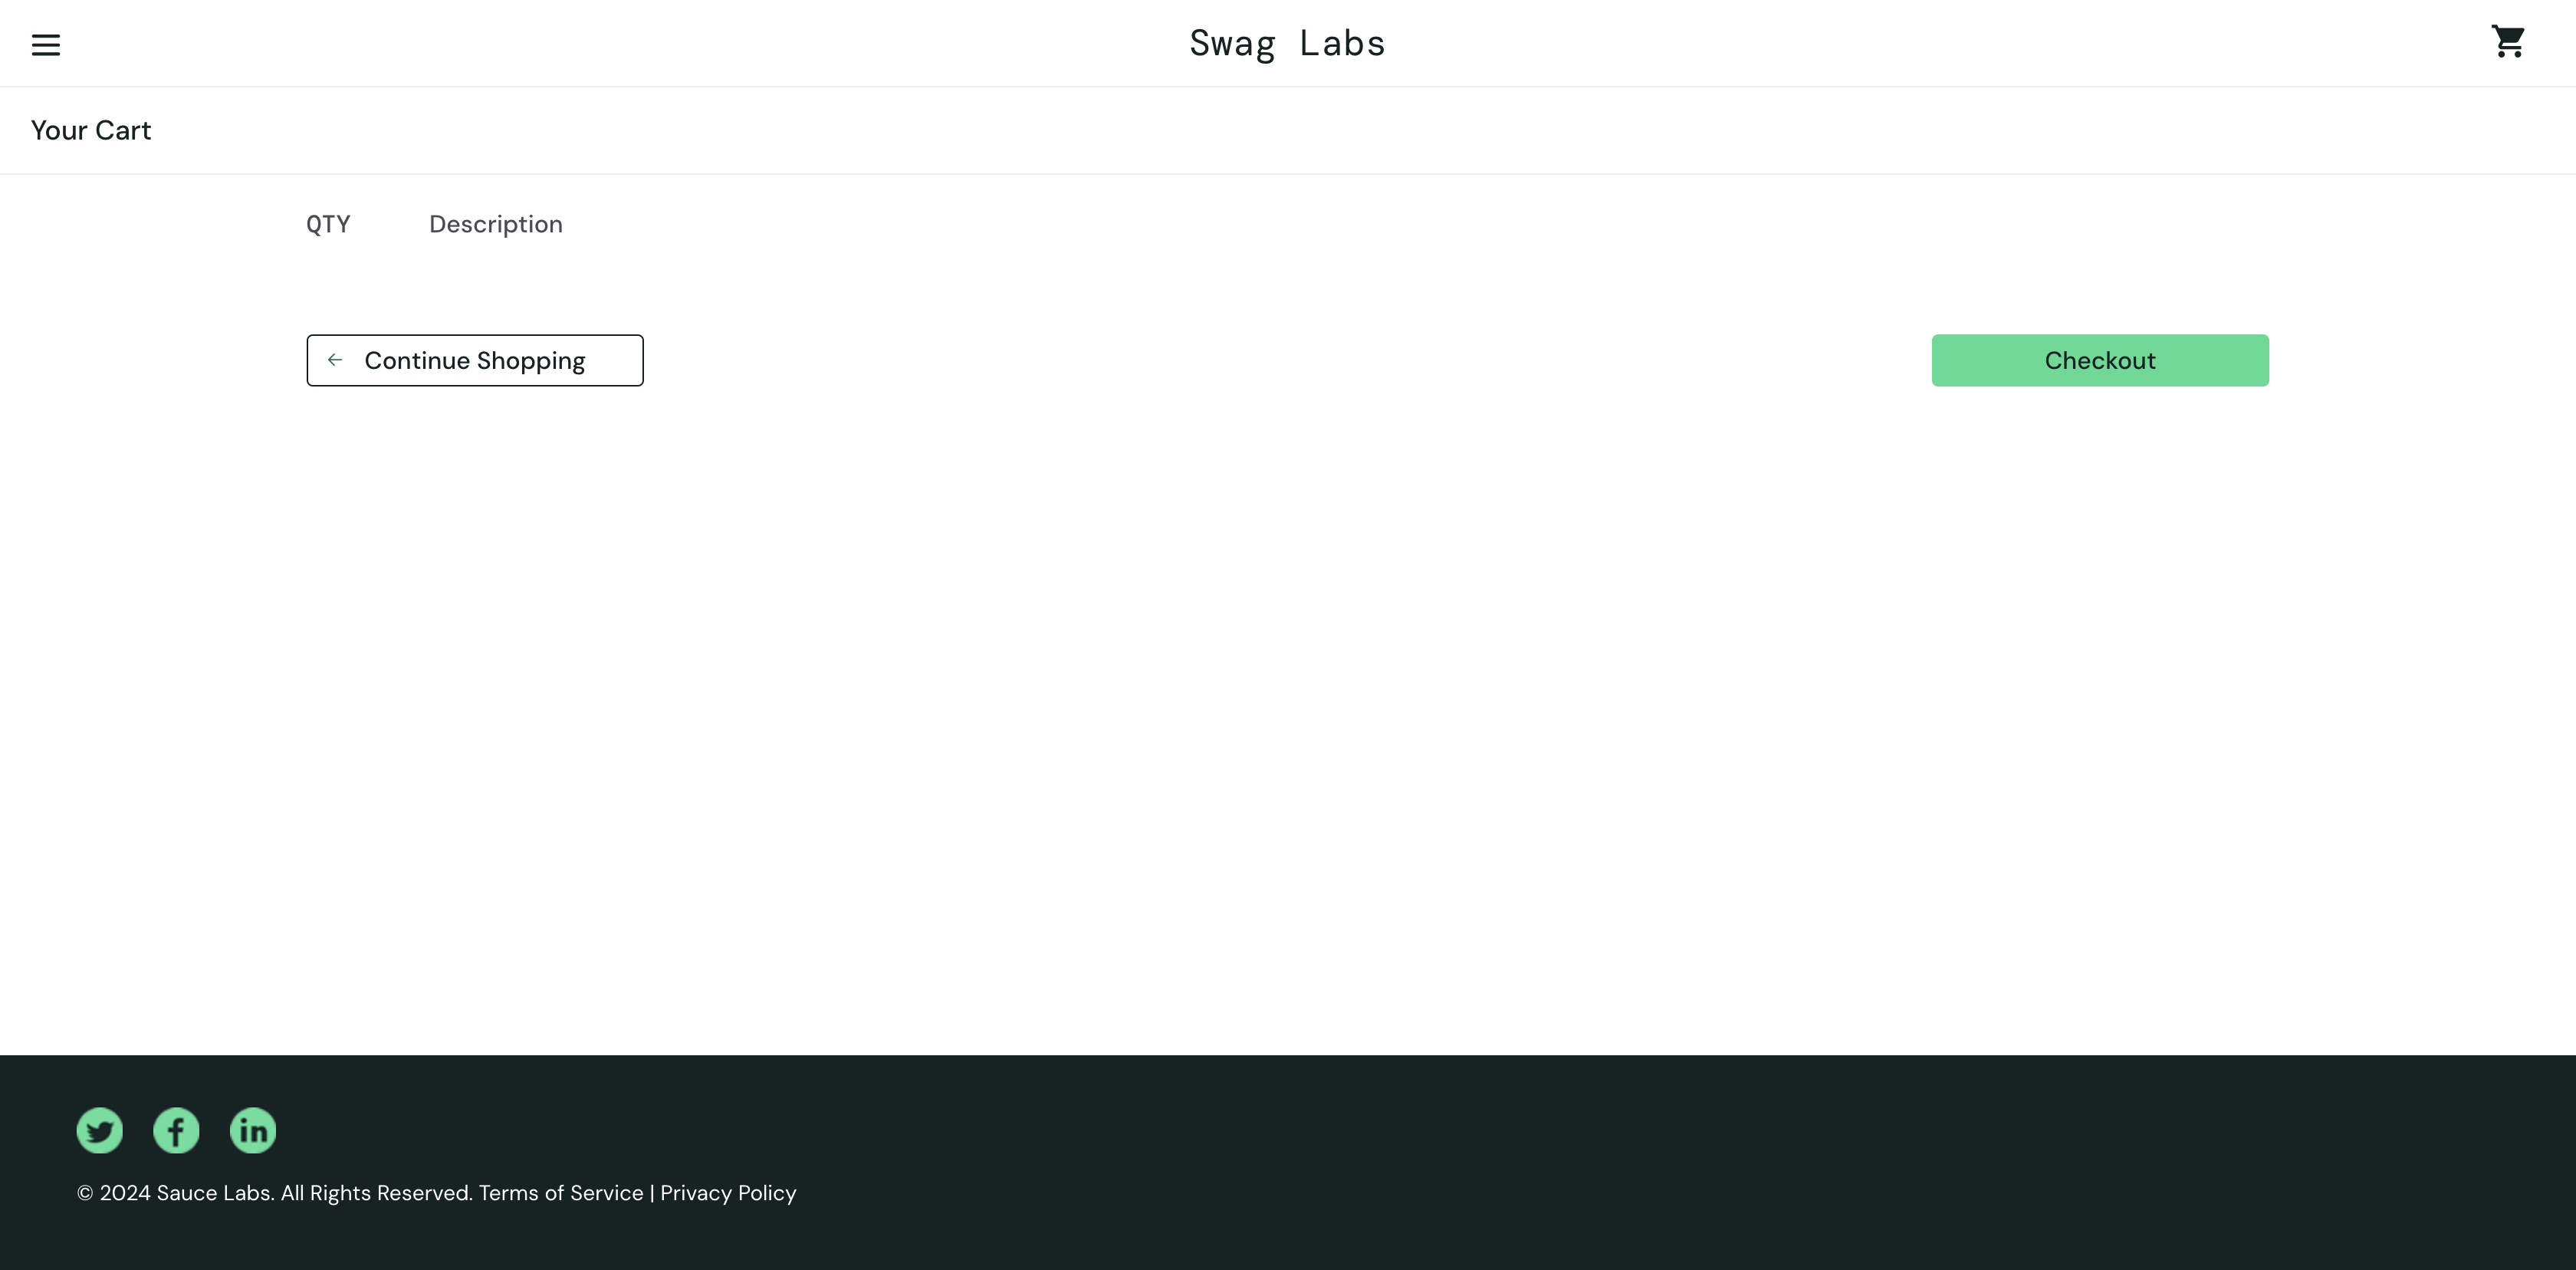 Swag Labs
Your Cart
QTY Description
Continue Shopping Checkout
© 2024 Sauce Labs. All Rights Reserved. Terms of Service | Privacy Policy